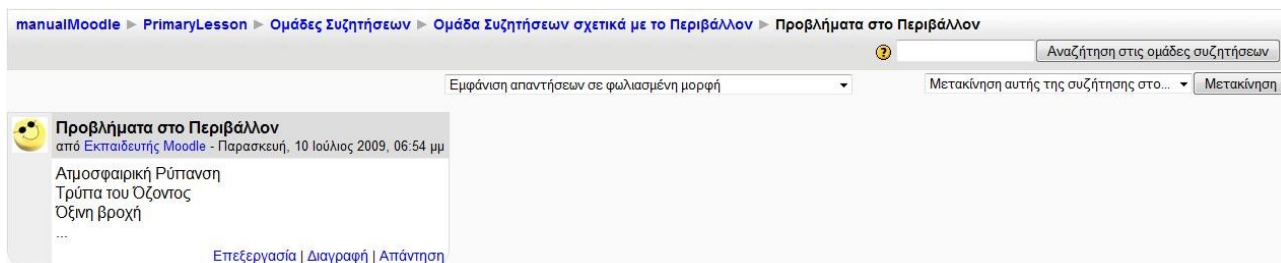 manualMoodle ► PrimaryLesson ► Ομάδες Συζητήσεων ► Ομάδα Συζητήσεων σχετικά με το Περιβάλλον ► Προβλήματα στο Περιβάλλον
Αναζήτηση στις ομάδες συζητήσεων
Εμφάνιση απαντήσεων σε φωλιασμένη μορφή Μετακίνηση αυτής της συζήτησης στο... Μετακίνηση
Προβλήματα στο Περιβάλλον
από Εκπαιδευτής Moodle - Παρασκευή, 10 Ιούλιος 2009, 06:54 μμ
Ατμοσφαιρική Ρύπανση
Τρύπα του Όζοντος
Όξινη βροχή
...
Επεξεργασία | Διαγραφή | Απάντηση